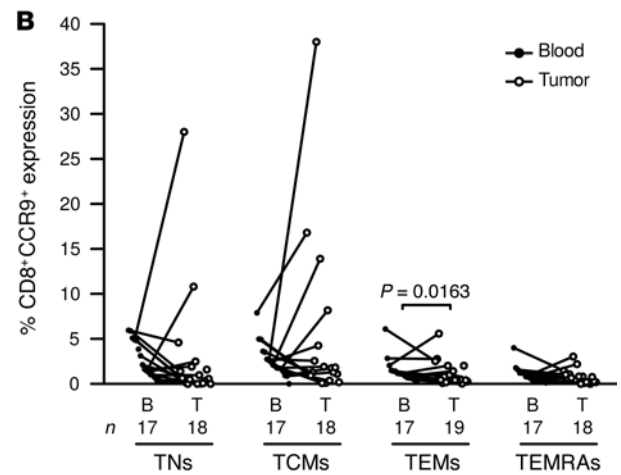 B
% CD8⁺CCR9⁺ expression
40
35
30
25
20
15
10
5
0
Blood
Tumor
P = 0.0163
B T B T B T B T
n 17 18 17 18 17 19 17 18
TNs TCMs TEMs TEMRAs